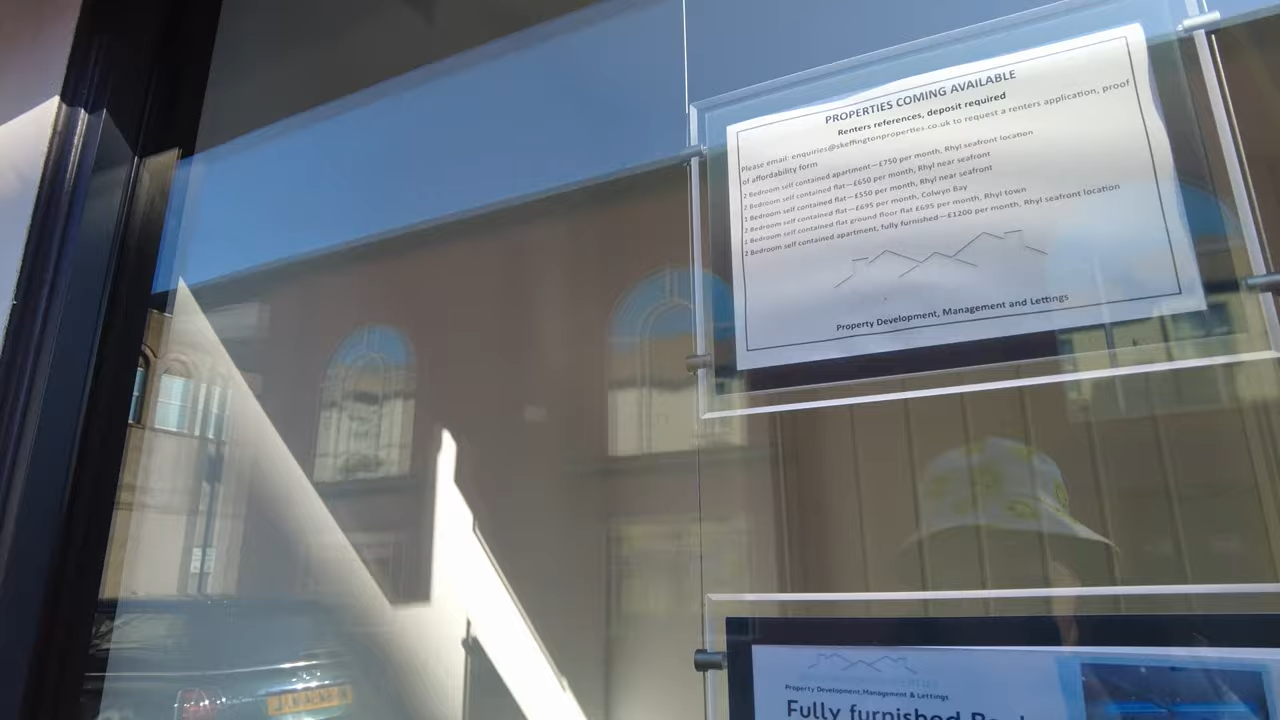 PROPERTIES COMING AVAILABLE
Renters references, deposit required
Please email: enquiries@skeffingtonproperties.co.uk to request a renters application, proof
of affordability form
2 Bedroom self contained apartment—£750 per month, Rhyl seafront location
2 Bedroom self contained flat—£650 per month, Rhyl near seafront
1 Bedroom self contained flat—£550 per month, Rhyl near seafront
2 Bedroom self contained flat—£695 per month, Colwyn Bay
1 Bedroom self contained flat ground floor flat £695 per month, Rhyl town
2 Bedroom self contained apartment, fully furnished—£1200 per month, Rhyl seafront location
Property Development, Management and Lettings
Property Development,Management & Lettings
Fully furnished